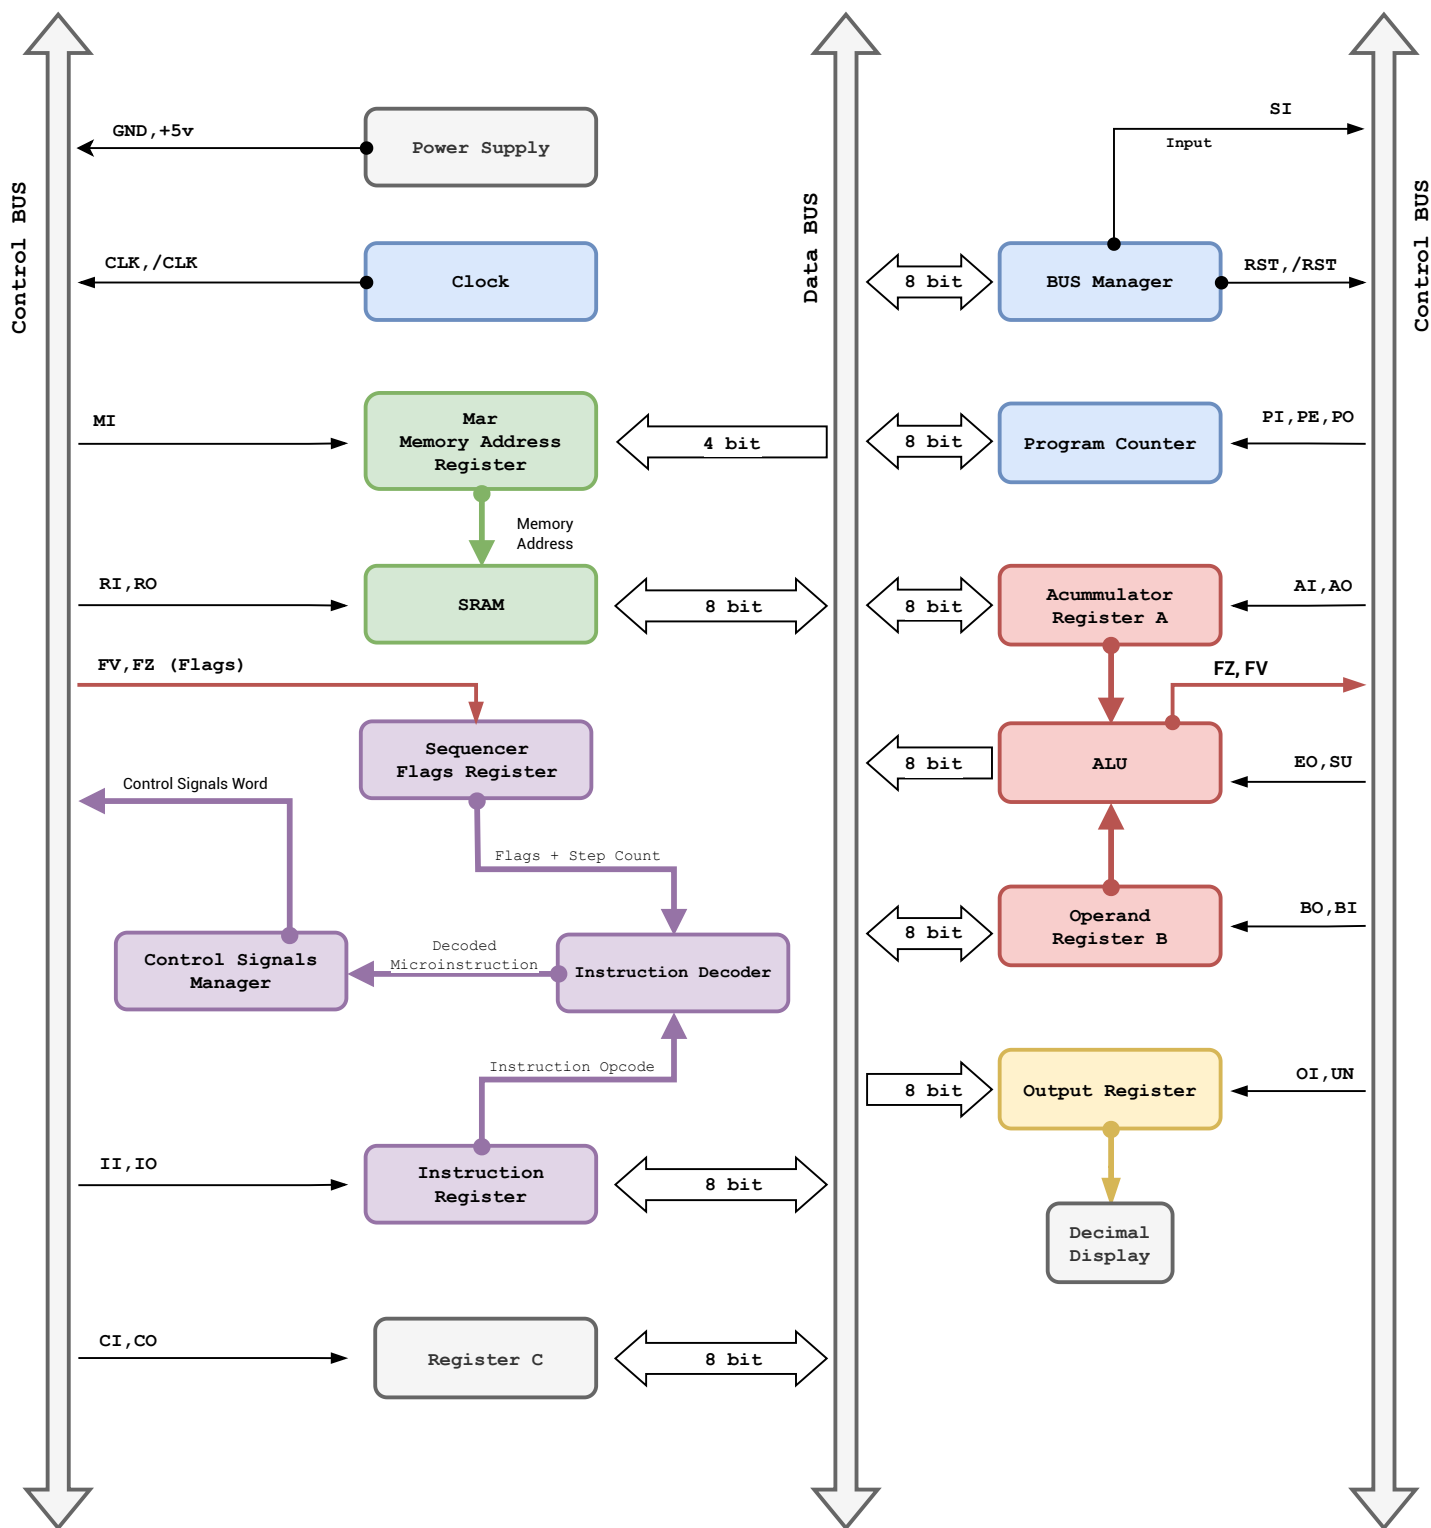 SI
GND,+5v
Power Supply
Input
Control BUS
Data BUS
Control BUS
CLK,/CLK
Clock
8 bit
BUS Manager
RST,/RST
MI
Mar
Memory Address
Register
4 bit
8 bit
Program Counter
PI,PE,PO
Memory
Address
RI,RO
SRAM
8 bit
8 bit
Acummulator
Register A
AI,AO
FV,FZ (Flags)
FZ, FV
Sequencer
Flags Register
8 bit
ALU
EO,SU
Control Signals Word
Flags + Step Count
Control Signals
Manager
Decoded
Microinstruction
Instruction Decoder
8 bit
Operand
Register B
BO,BI
Instruction Opcode
8 bit
Output Register
OI,UN
II,IO
Instruction
Register
8 bit
Decimal
Display
CI,CO
Register C
8 bit